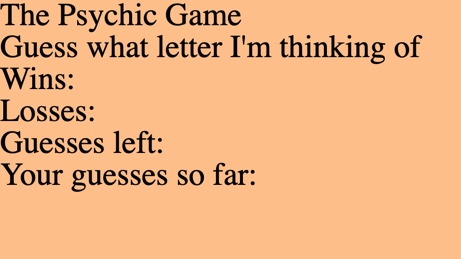 The Psychic Game
Guess what letter I'm thinking of
Wins:
Losses:
Guesses left:
Your guesses so far: